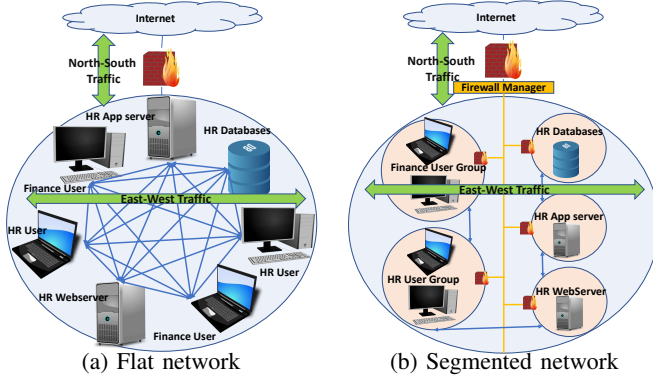 Internet
North-South
Traffic
HR App server
HR Databases
Finance User
East-West Traffic
HR User
HR User
HR Webserver
Finance User
(a) Flat network
Internet
North-South
Traffic
Firewall Manager
HR Databases
Finance User Group
East-West Traffic
HR App server
HR User Group
HR WebServer
(b) Segmented network